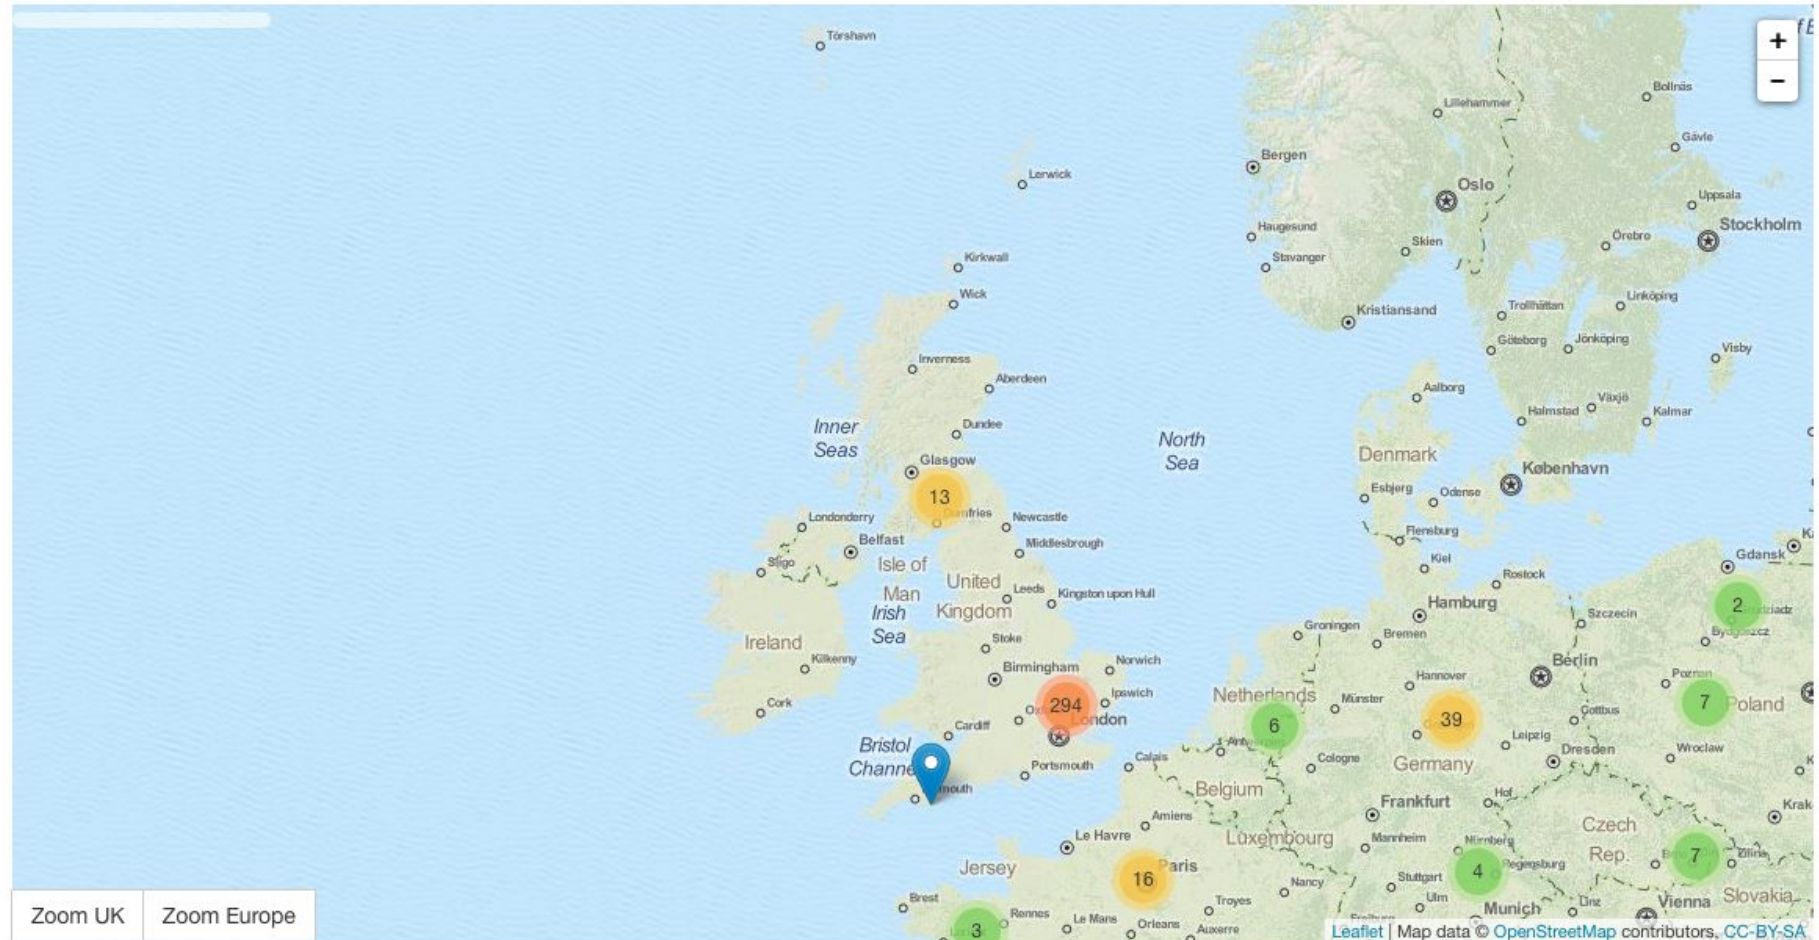 Tórshavn
+
−
Bollnäs
Lillehammer
Gävle
Bergen
Lerwick
Oslo
Uppsala
Haugesund
Stockholm
Skien
Örebro
Kirkwall
Stavanger
Wick
Linköping
Trollhättan
Kristiansand
Göteborg
Jönköping
Visby
Inverness
Aberdeen
Aalborg
Växjö
Halmstad
Kalmar
Inner
Seas
Dundee
North
Sea
Denmark
Glasgow
København
13
Esbjerg
Odense
Londonderry
Newcastle
Flensburg
Belfast
Middlesbrough
Gdansk
Sligo
Isle of
Man
Kiel
Rostock
United
Kingdom
Leeds
Kingston upon Hull
Hamburg
2
Irish
Sea
Szczecin
Groningen
Bremen
Ireland
Stoke
Kilkenny
Birmingham
Norwich
Berlin
Hannover
Poznan
Netherlands
Münster
Cork
Ipswich
294
London
6
39
7
Poland
Cottbus
Cardiff
Leipzig
Bristol
Dresden
Wroclaw
Portsmouth
Calais
Cologne
Germany
Belgium
Hof
Frankfurt
Amiens
Czech
Rep.
Le Havre
Luxembourg
Mannheim
Nürnberg
Jersey
16
Paris
4
Regensburg
7
Zilina
Stuttgart
Nancy
Slovakia
Brest
Ulm
Linz
Vienna
Troyes
Munich
Rennes
Le Mans
Orleans
Auxerre
3
Zoom UK
Zoom Europe
Leaflet | Map data © OpenStreetMap contributors, CC-BY-SA